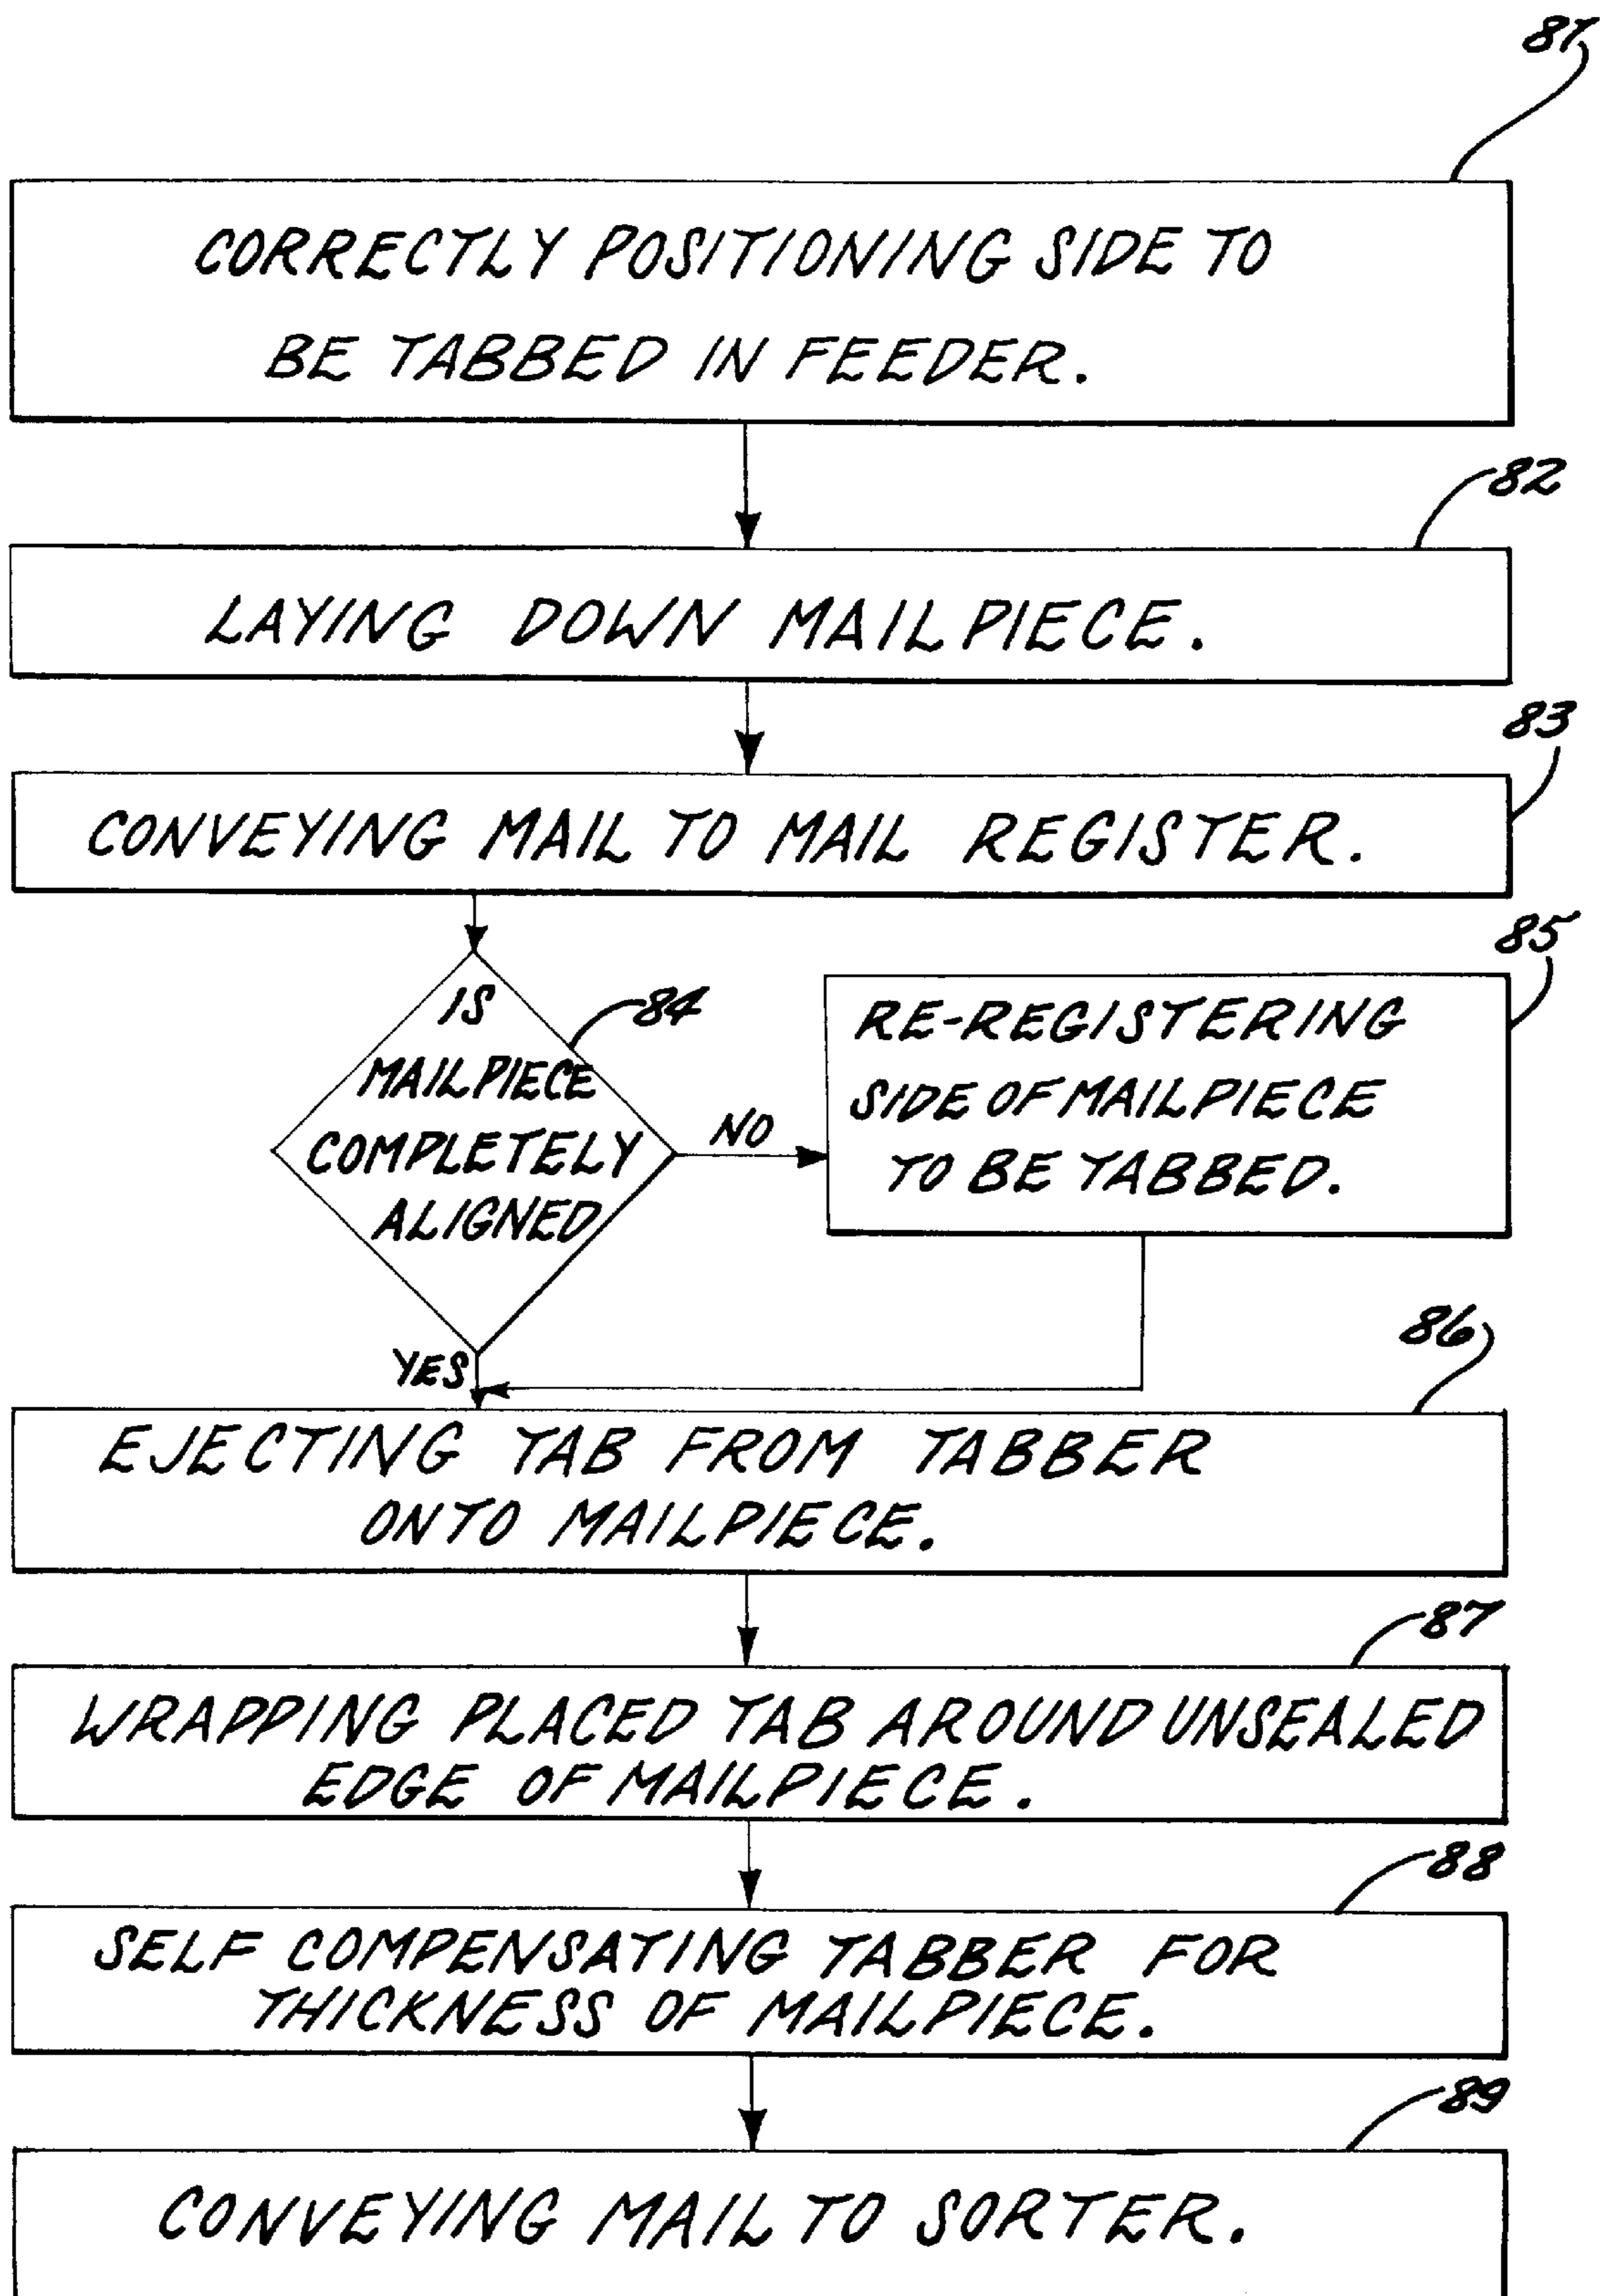 81
CORRECTLY POSITIONING SIDE TO
BE TABBED IN FEEDER.
82
LAYING DOWN MAILPIECE.
83
CONVEYING MAIL TO MAIL REGISTER.
84
IS
MAILPIECE
COMPLETELY
ALIGNED
NO
85
RE-REGISTERING
SIDE OF MAILPIECE
TO BE TABBED.
YES
86
EJECTING TAB FROM TABBER
ONTO MAILPIECE.
87
WRAPPING PLACED TAB AROUND UNSEALED
EDGE OF MAILPIECE.
88
SELF COMPENSATING TABBER FOR
THICKNESS OF MAILPIECE.
89
CONVEYING MAIL TO SORTER.